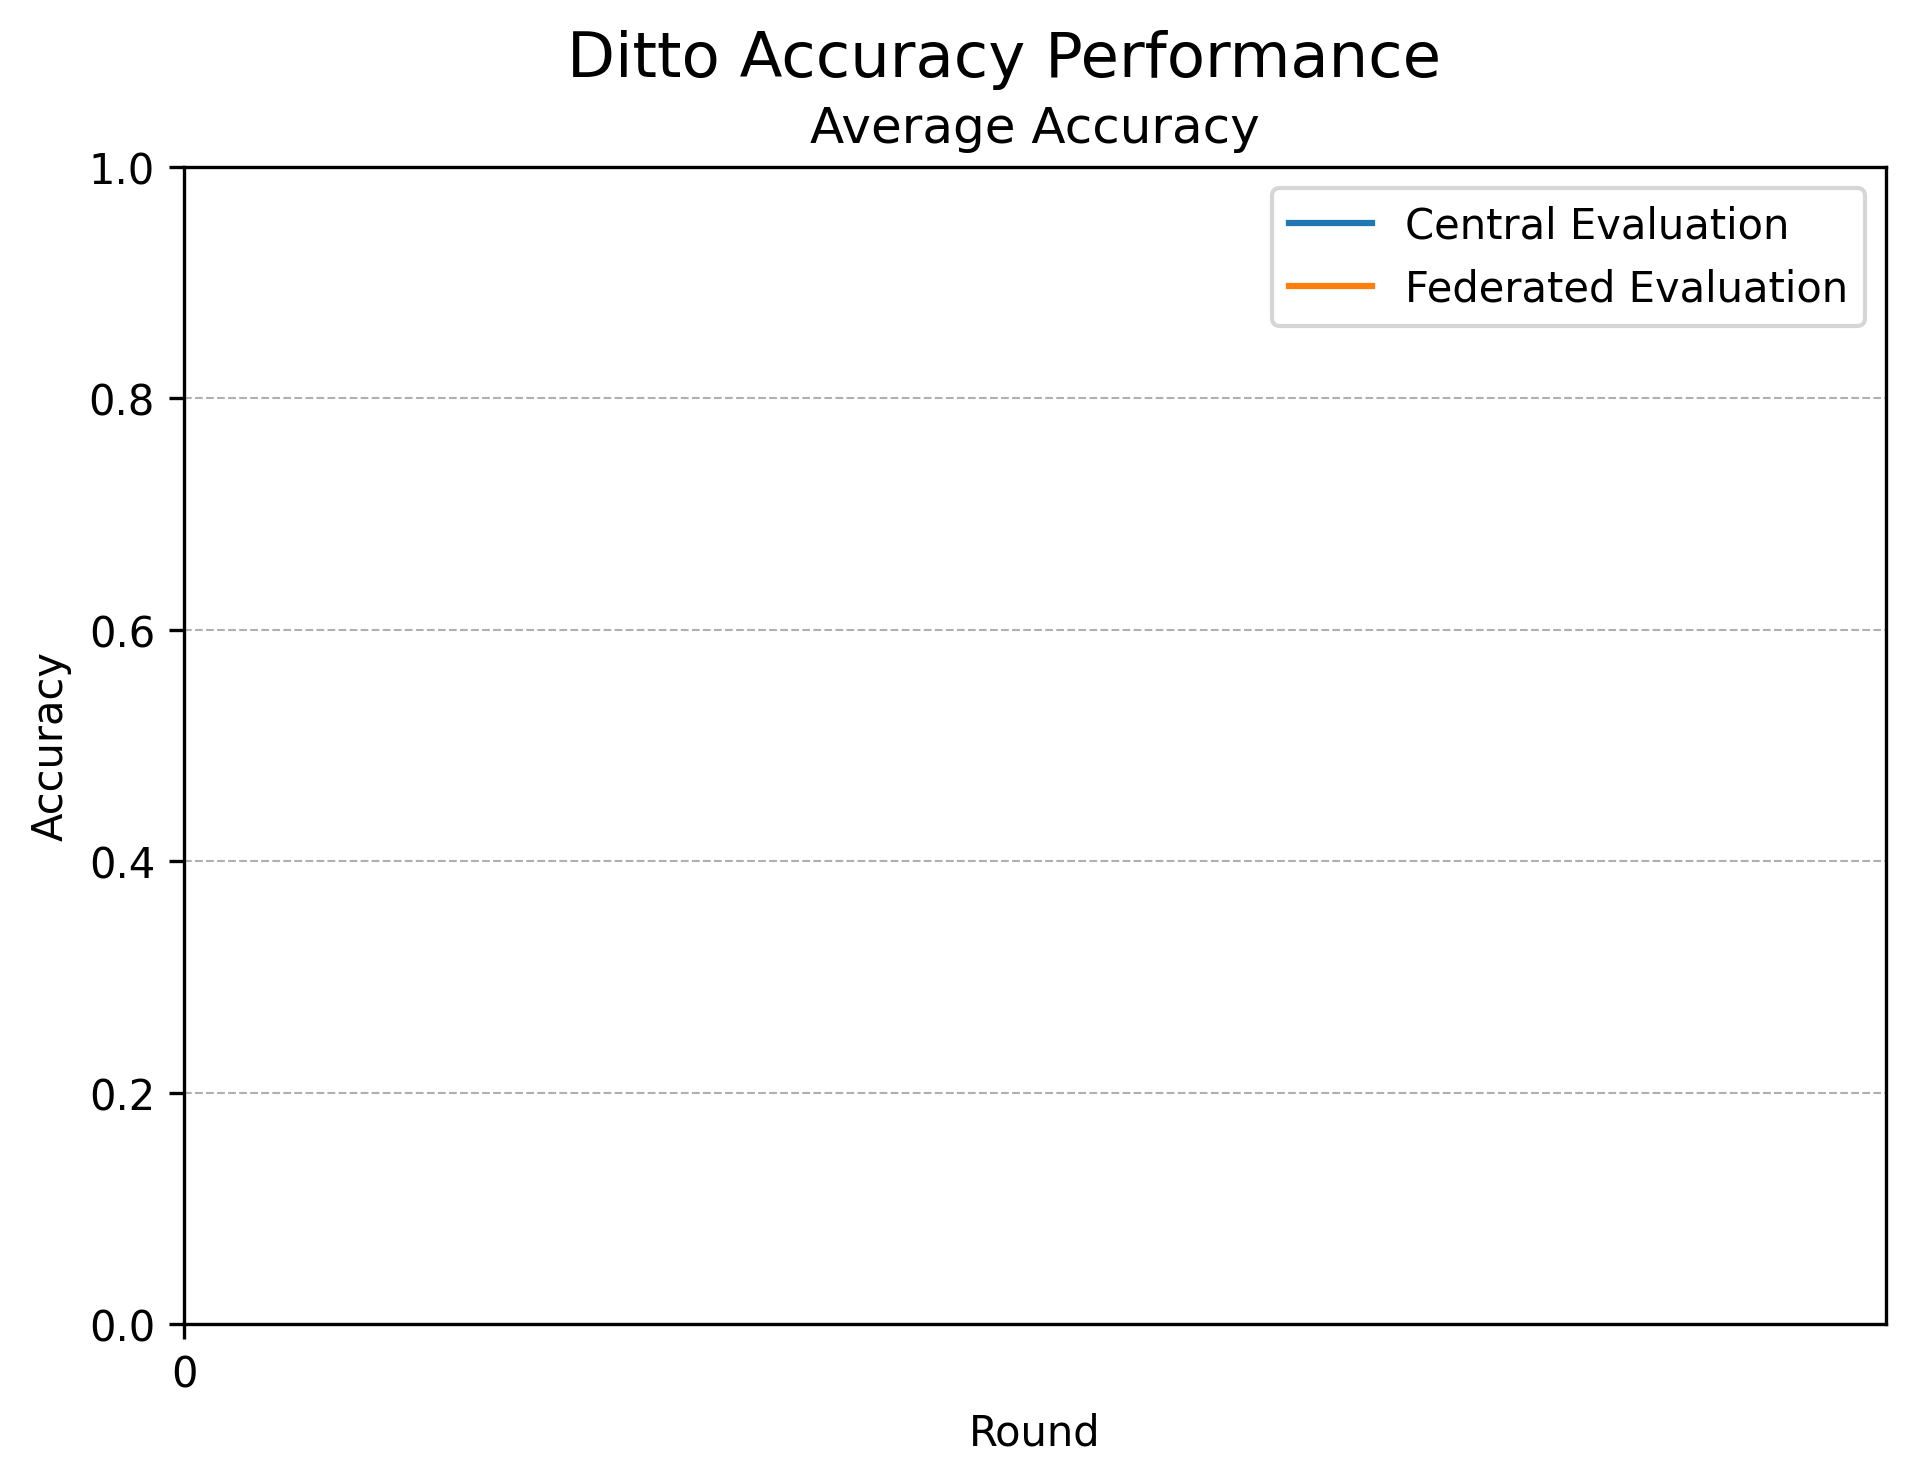 Ditto Accuracy Performance
Average Accuracy
1.0
Central Evaluation
Federated Evaluation
0.8
0.6
Accuracy
0.4
0.2
0.0
0
Round